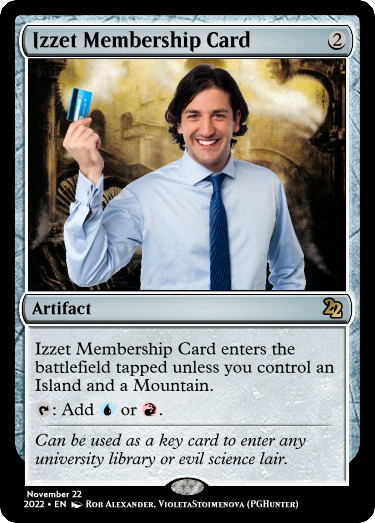 Izzet Membership Card 2
Artifact 22
Izzet Membership Card enters the
battlefield tapped unless you control an
Island and a Mountain.
: Add or .
Can be used as a key card to enter any
university library or evil science lair.
November 22
2022 • EN Rob Alexander, VioletaStoimenova (PGHunter)